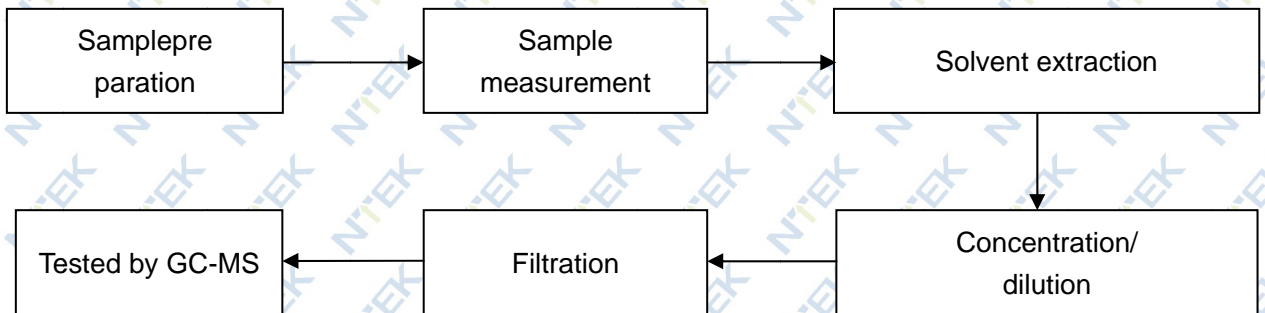 Samplepre
paration
Sample
measurement
Solvent extraction
Tested by GC-MS
Filtration
Concentration/
dilution